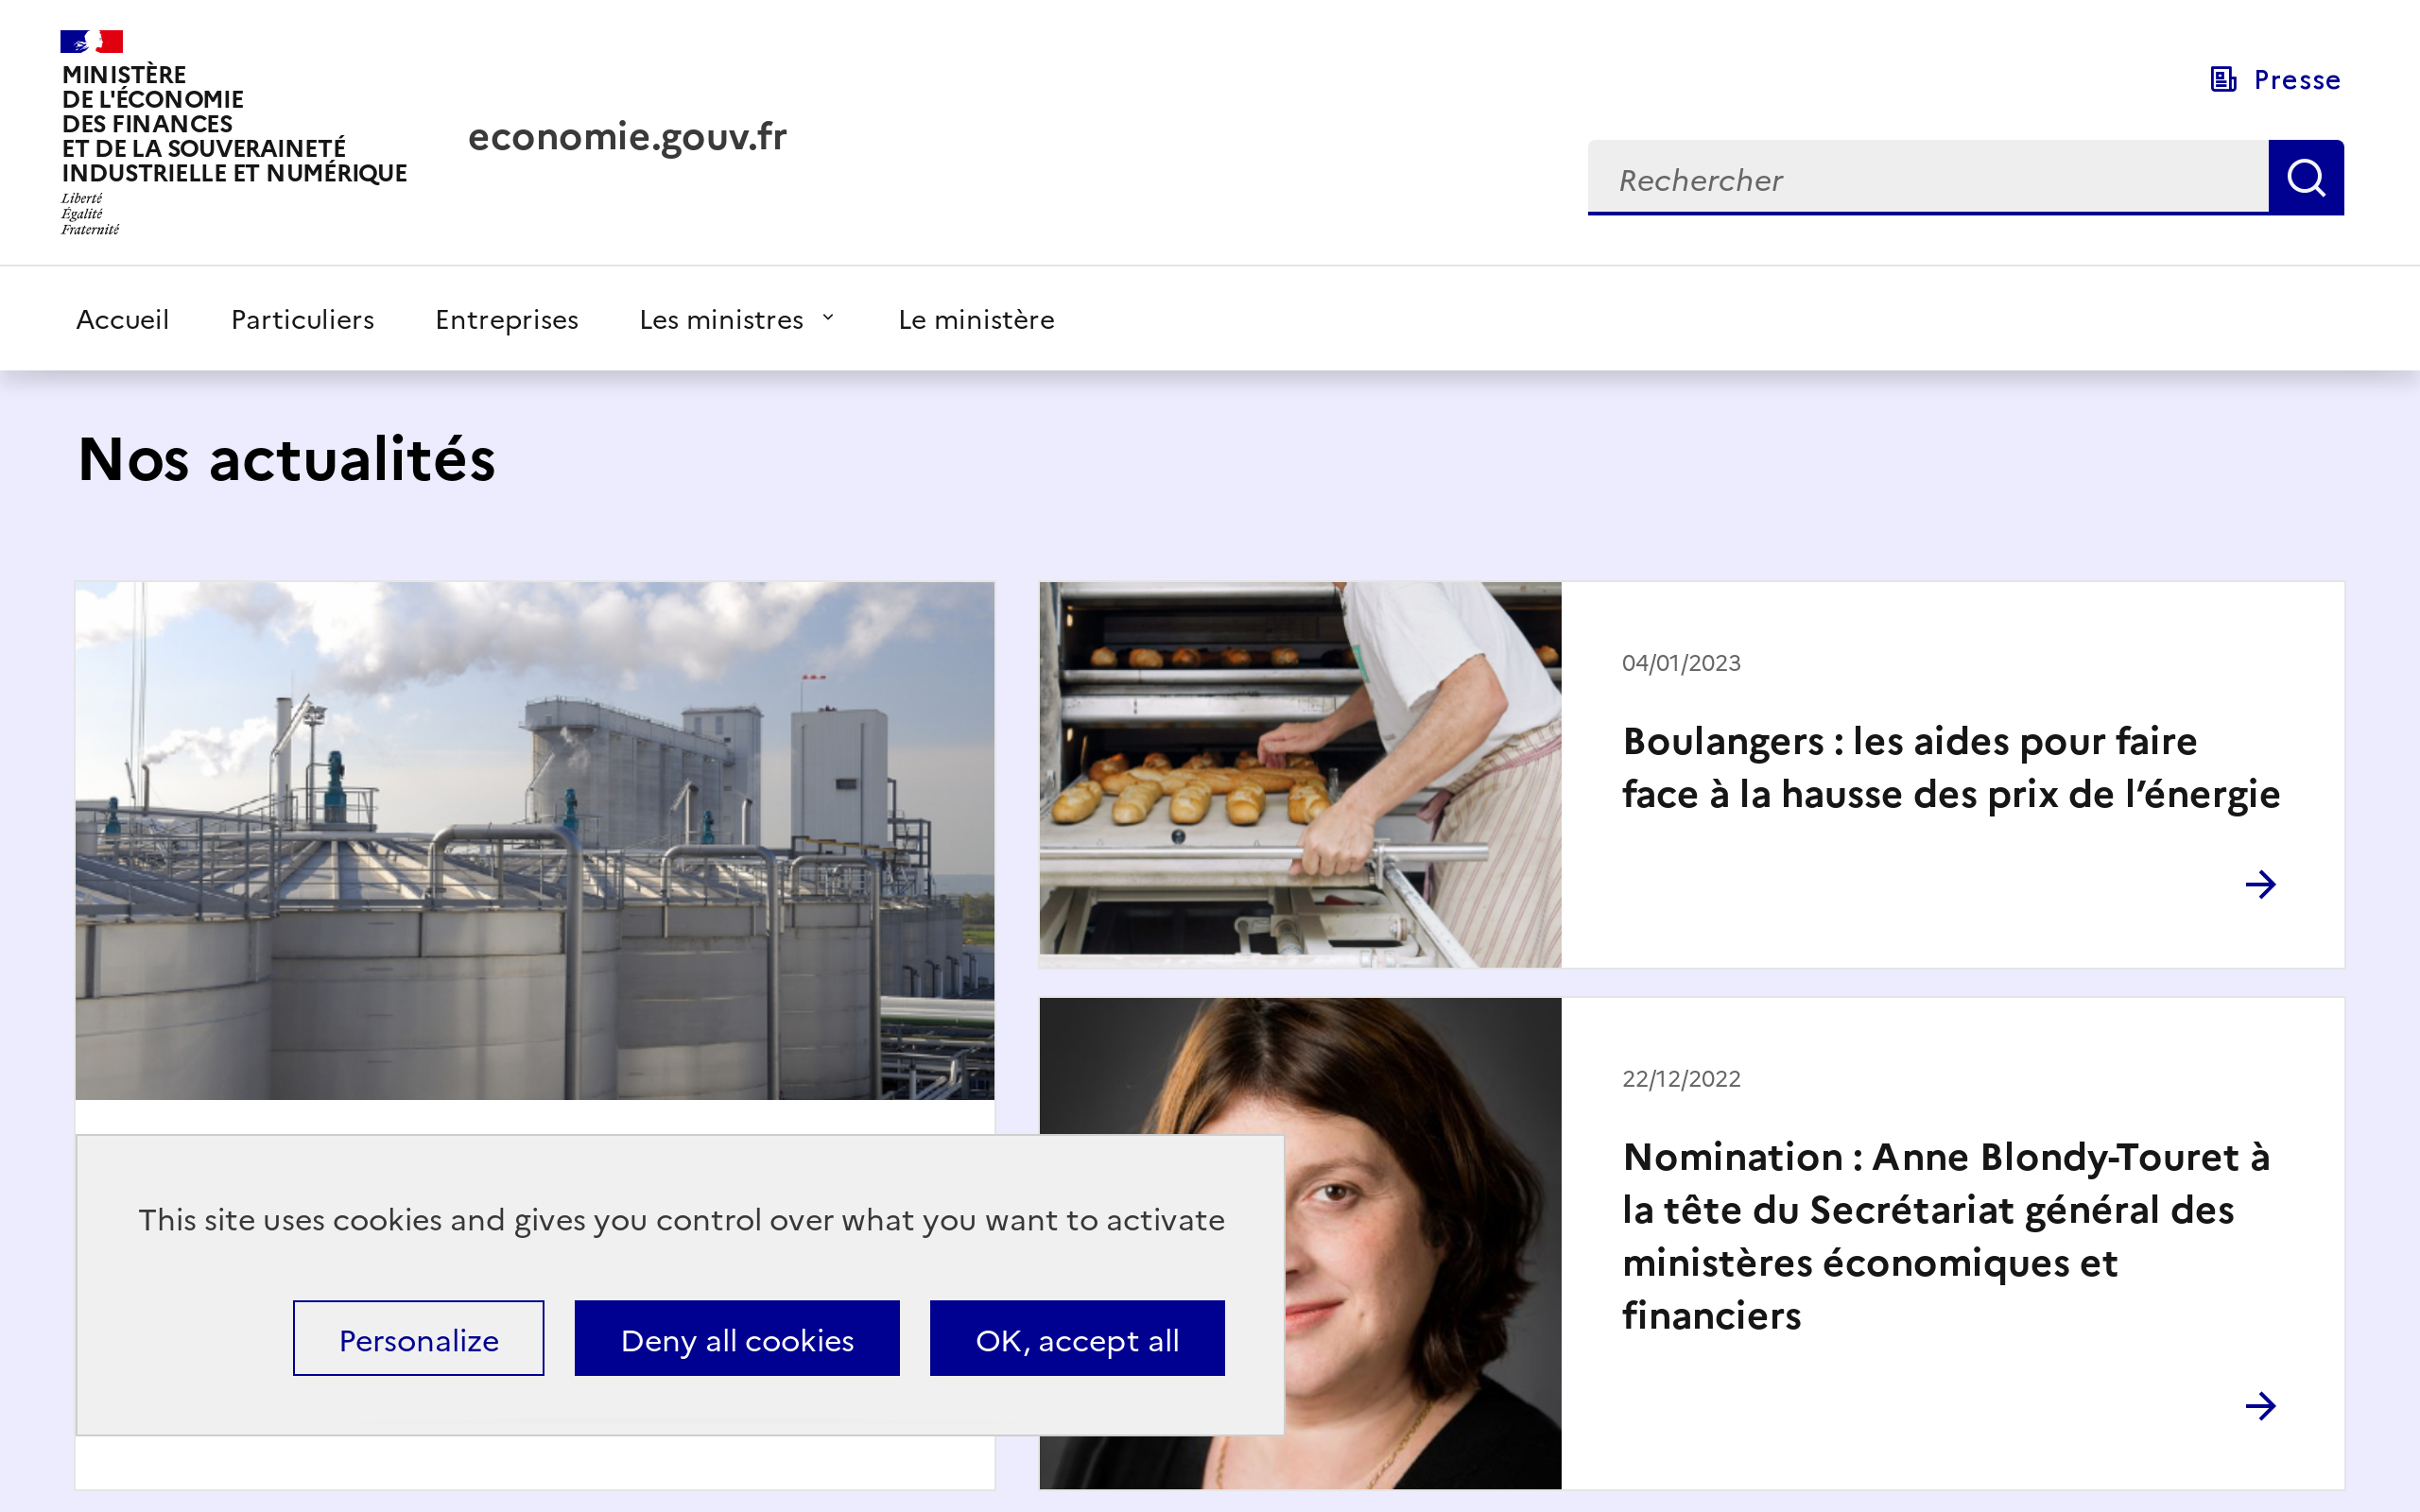 MINISTÈRE
DE L'ÉCONOMIE
DES FINANCES
ET DE LA SOUVERAINETÉ
INDUSTRIELLE ET NUMÉRIQUE
Liberté
Égalité
Fraternité
economie.gouv.fr
Presse
Rechercher
Accueil
Particuliers
Entreprises
Les ministres
Le ministère
Nos actualités
04/01/2023
Boulangers : les aides pour faire
face à la hausse des prix de l’énergie
22/12/2022
Nomination : Anne Blondy-Touret à
la tête du Secrétariat général des
ministères économiques et
financiers
This site uses cookies and gives you control over what you want to activate
Personalize
Deny all cookies
OK, accept all